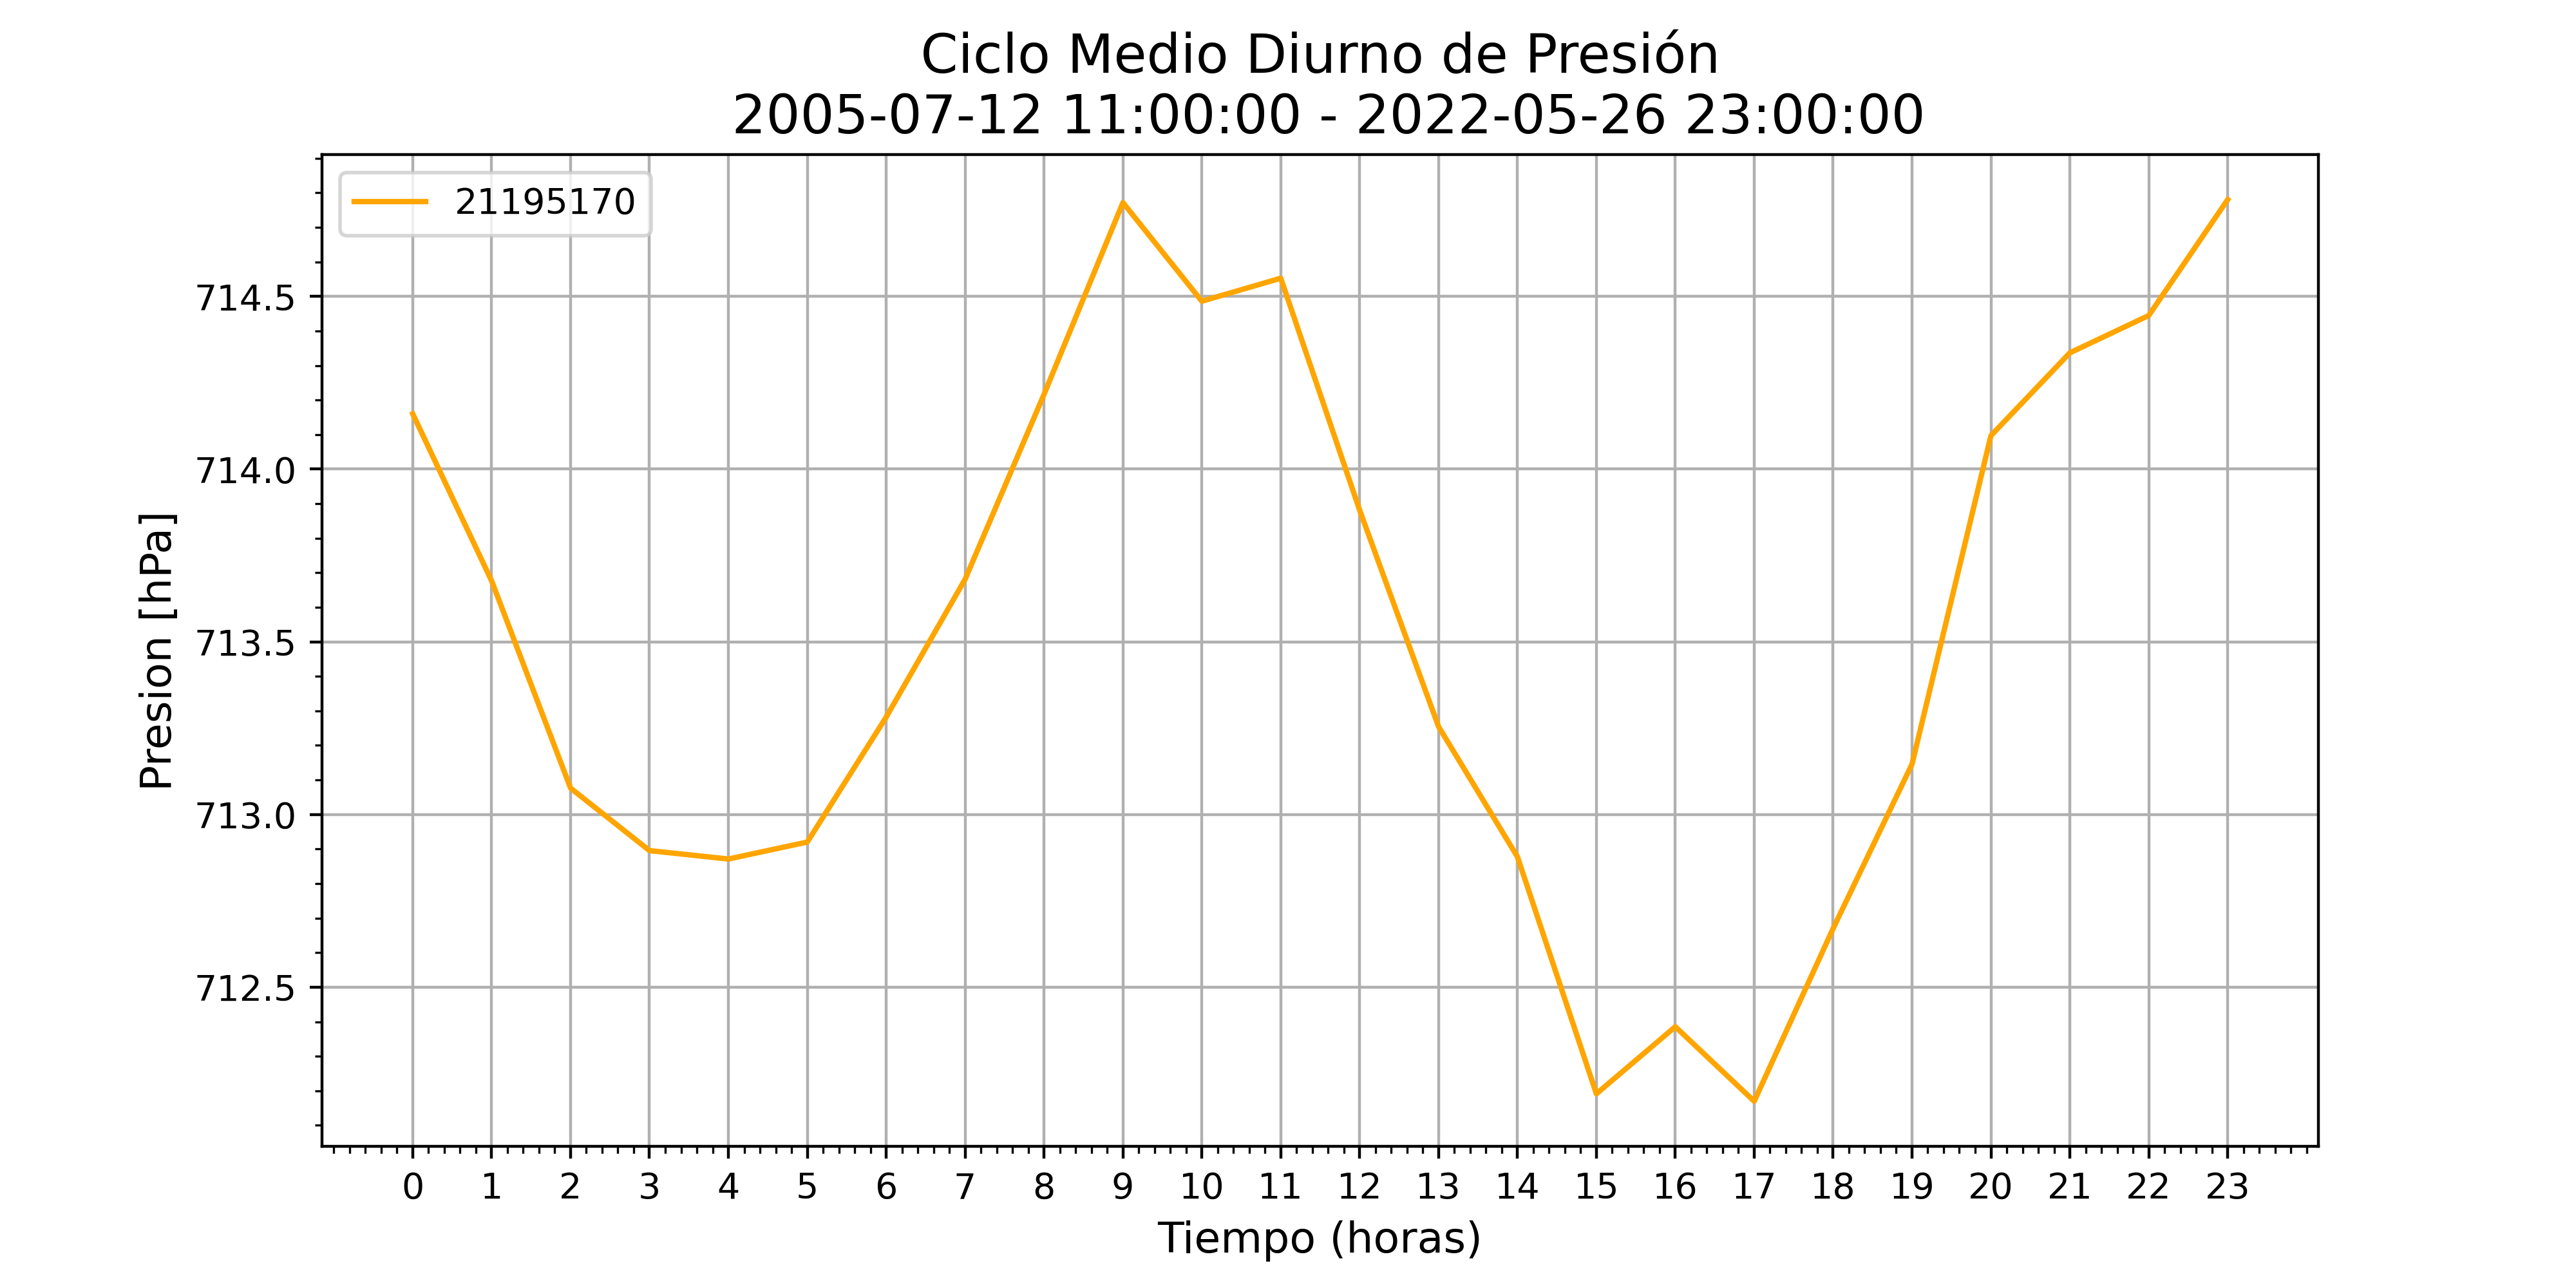 Ciclo Medio Diurno de Presión
2005-07-12 11:00:00 - 2022-05-26 23:00:00
21195170
714.5
714.0
713.5
713.0
712.5
Presion [hPa]
0 1 2 3 4 5 6 7 8 9 10 11 12 13 14 15 16 17 18 19 20 21 22 23
Tiempo (horas)